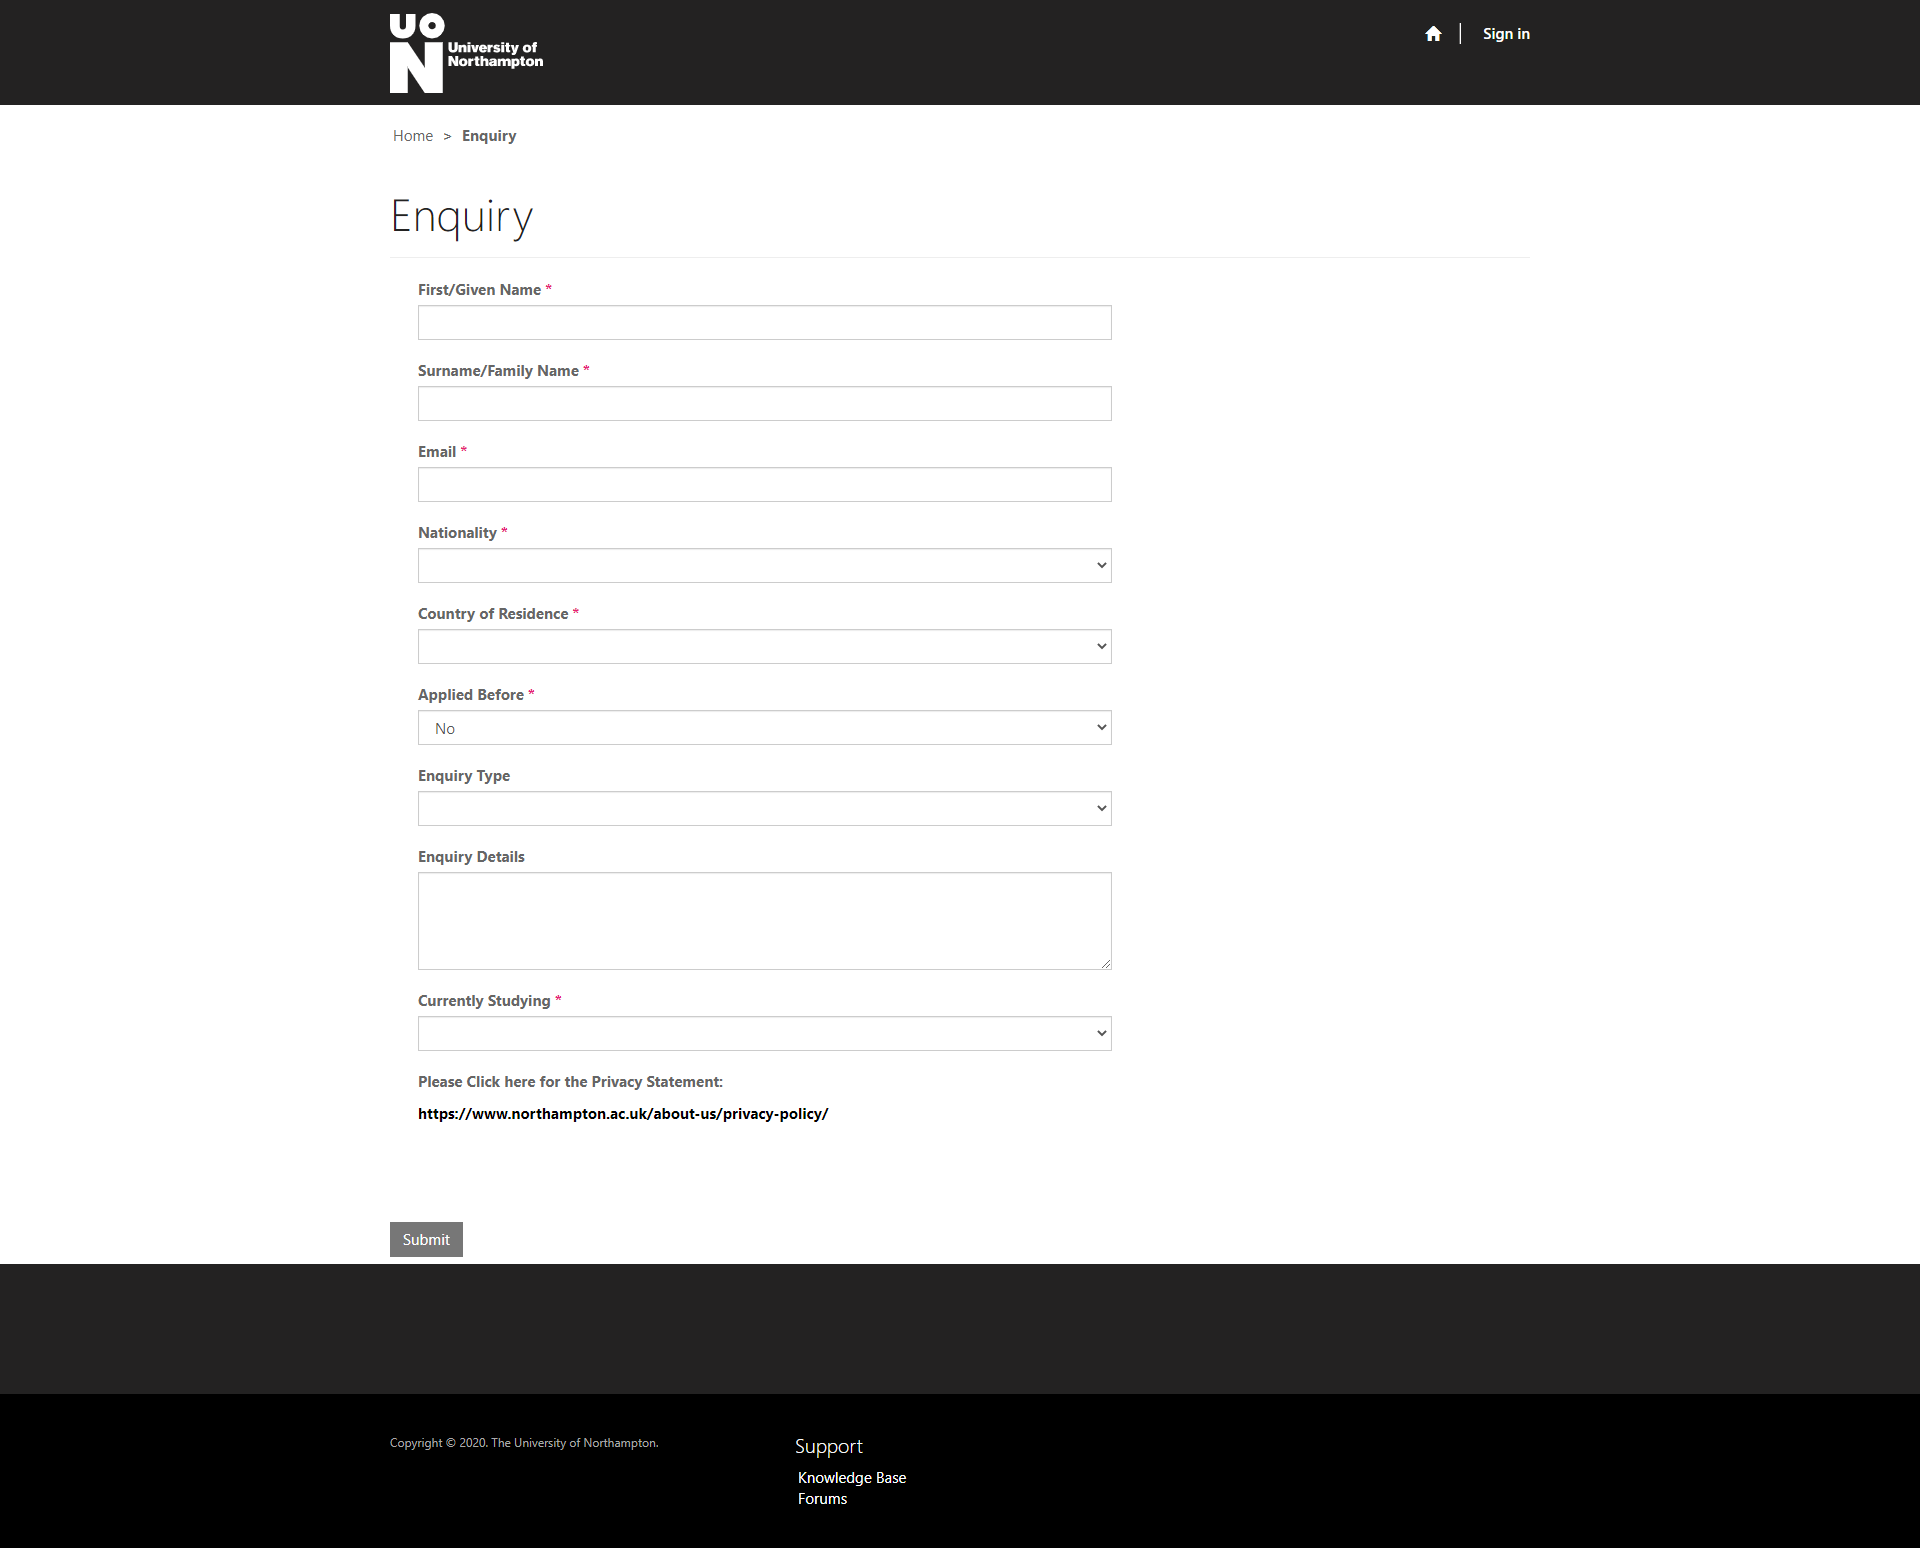 UON
University of
Northampton
Sign in
Home > Enquiry
Enquiry
First/Given Name *
Surname/Family Name *
Email *
Nationality *
Country of Residence *
Applied Before *
No
Enquiry Type
Enquiry Details
Currently Studying *
Please Click here for the Privacy Statement:
https://www.northampton.ac.uk/about-us/privacy-policy/
Submit
Copyright © 2020. The University of Northampton.
Support
Knowledge Base
Forums